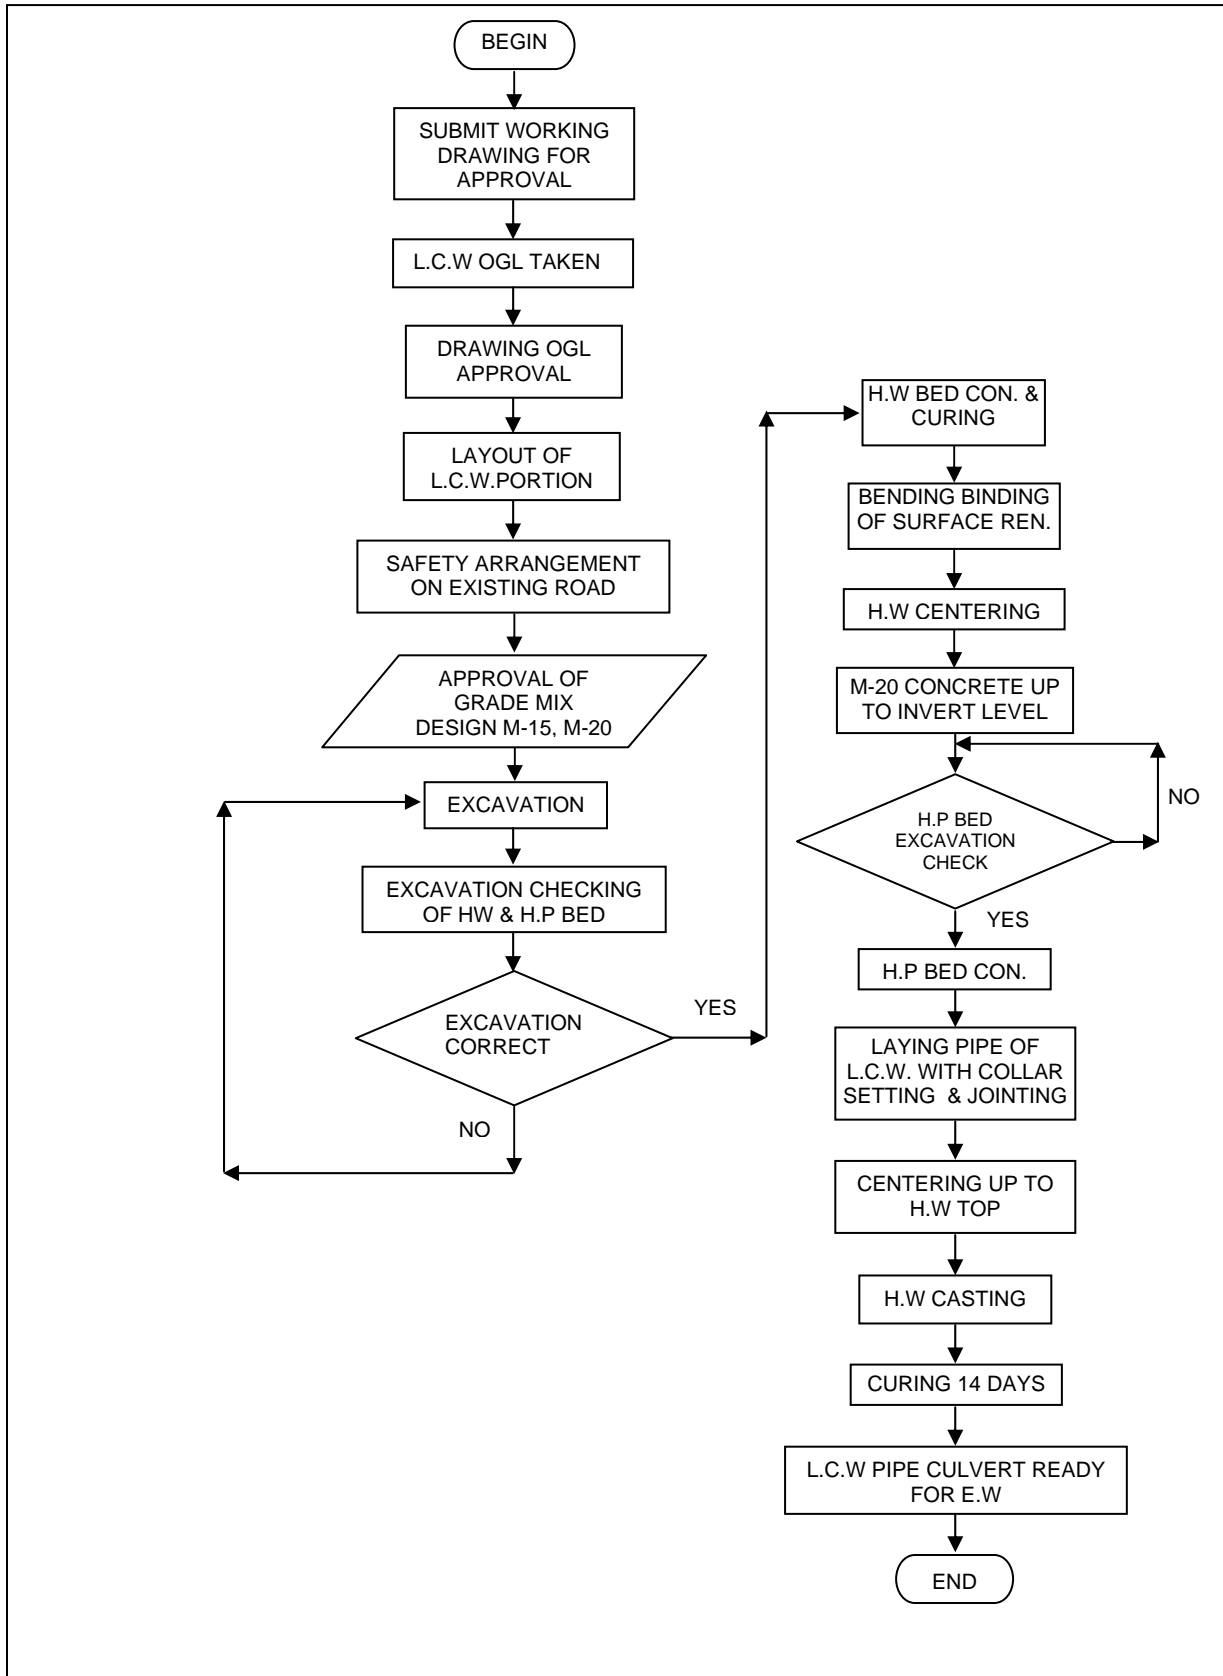 BEGIN
SUBMIT WORKING
DRAWING FOR
APPROVAL
L.C.W OGL TAKEN
DRAWING OGL
APPROVAL
LAYOUT OF
L.C.W.PORTION
SAFETY ARRANGEMENT
ON EXISTING ROAD
APPROVAL OF
GRADE MIX
DESIGN M-15, M-20
EXCAVATION
EXCAVATION CHECKING
OF HW & H.P BED
EXCAVATION
CORRECT
YES
NO
H.W BED CON. &
CURING
BENDING BINDING
OF SURFACE REN.
H.W CENTERING
M-20 CONCRETE UP
TO INVERT LEVEL
H.P BED
EXCAVATION
CHECK
NO
YES
H.P BED CON.
LAYING PIPE OF
L.C.W. WITH COLLAR
SETTING & JOINTING
CENTERING UP TO
H.W TOP
H.W CASTING
CURING 14 DAYS
L.C.W PIPE CULVERT READY
FOR E.W
END